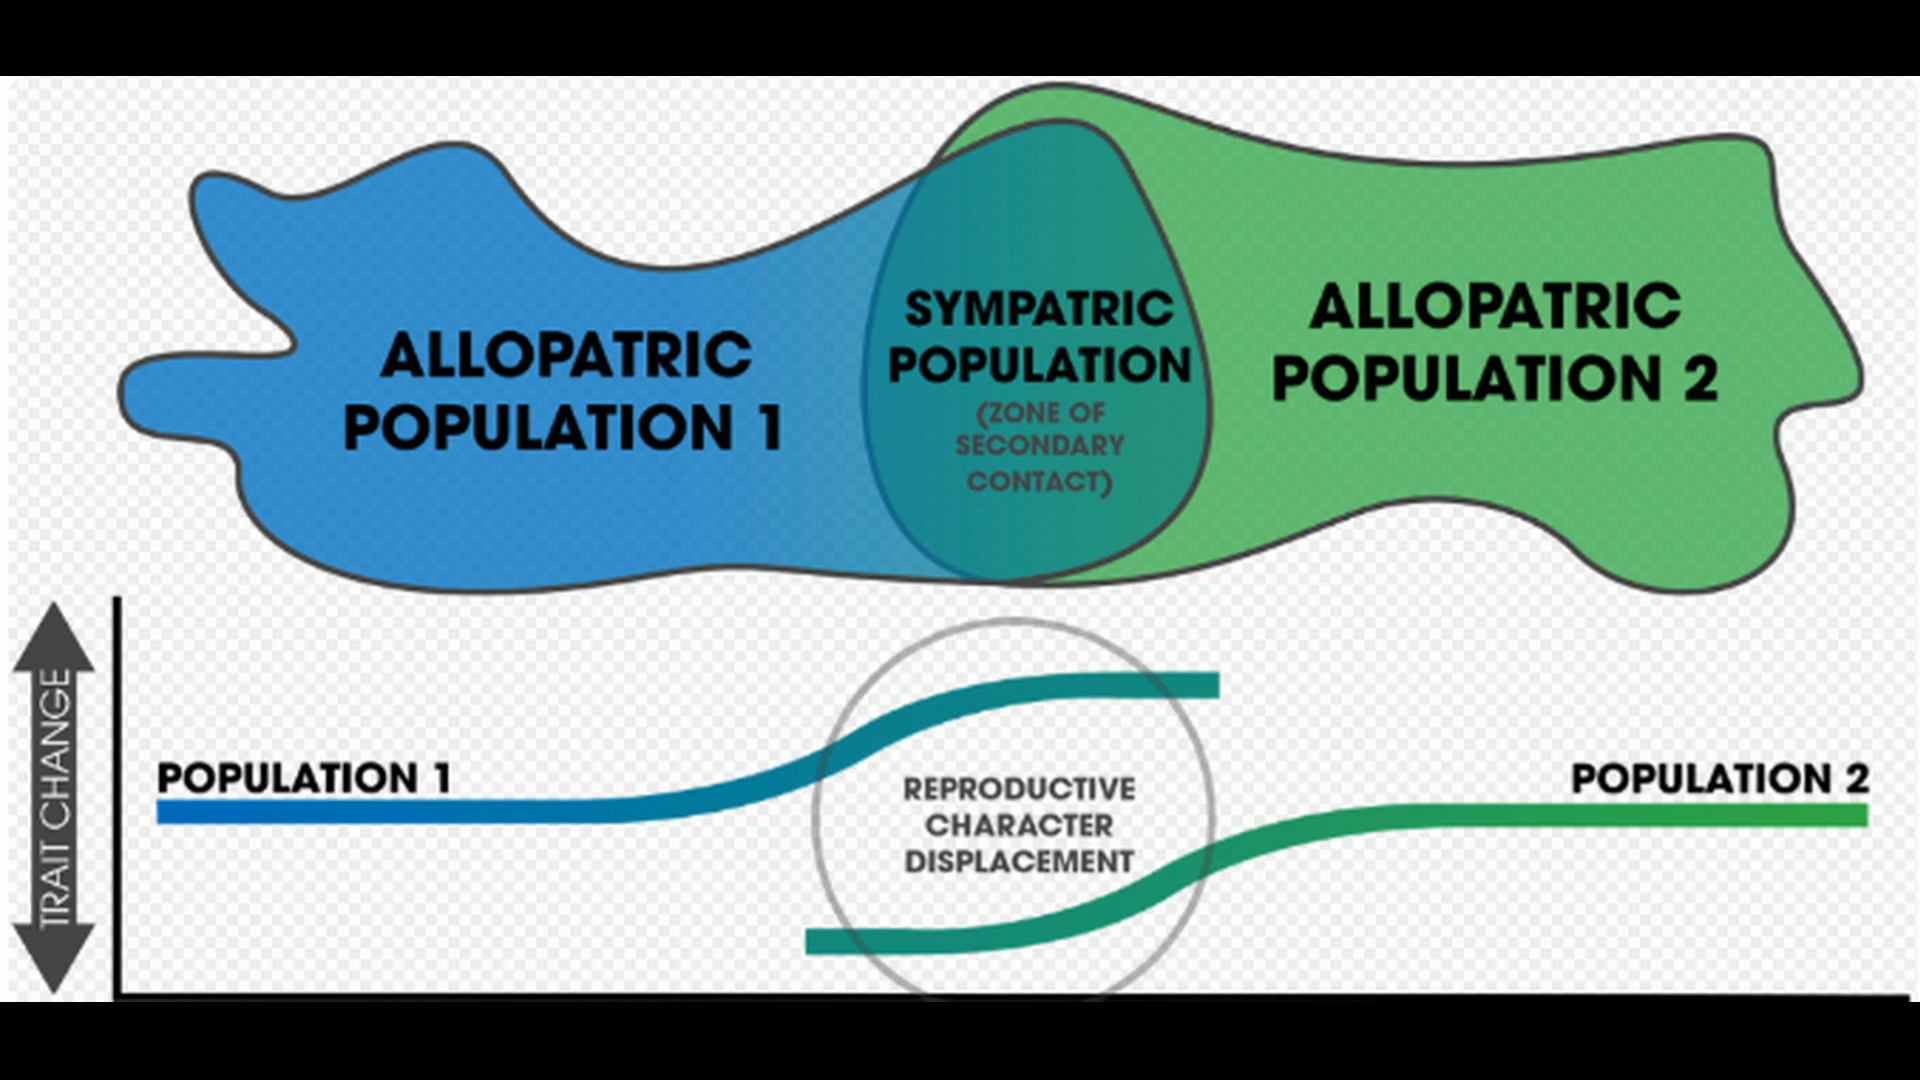 ALLOPATRIC
POPULATION 1
SYMPATRIC
POPULATION
(ZONE OF
SECONDARY
CONTACT)
ALLOPATRIC
POPULATION 2
TRAIT CHANGE
POPULATION 1
REPRODUCTIVE
CHARACTER
DISPLACEMENT
POPULATION 2